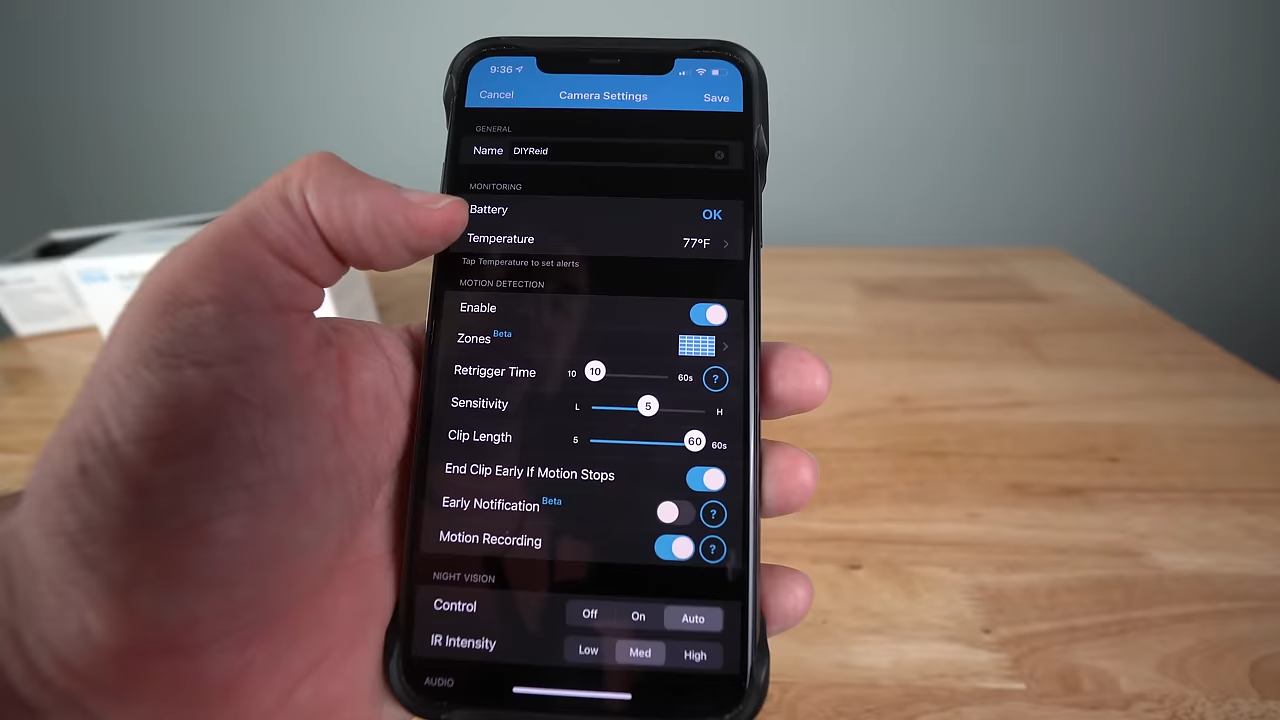 9:36
Cancel Camera Settings Save
GENERAL
Name DIYReid
MONITORING
Battery OK
Temperature 77°F
Tap Temperature to set alerts
MOTION DETECTION
Enable
Zones Beta
Retrigger Time 10 10 60s ?
Sensitivity L 5 H
Clip Length 5 60 60s
End Clip Early If Motion Stops
Early Notification Beta ?
Motion Recording ?
NIGHT VISION
Control Off On Auto
IR Intensity Low Med High
AUDIO